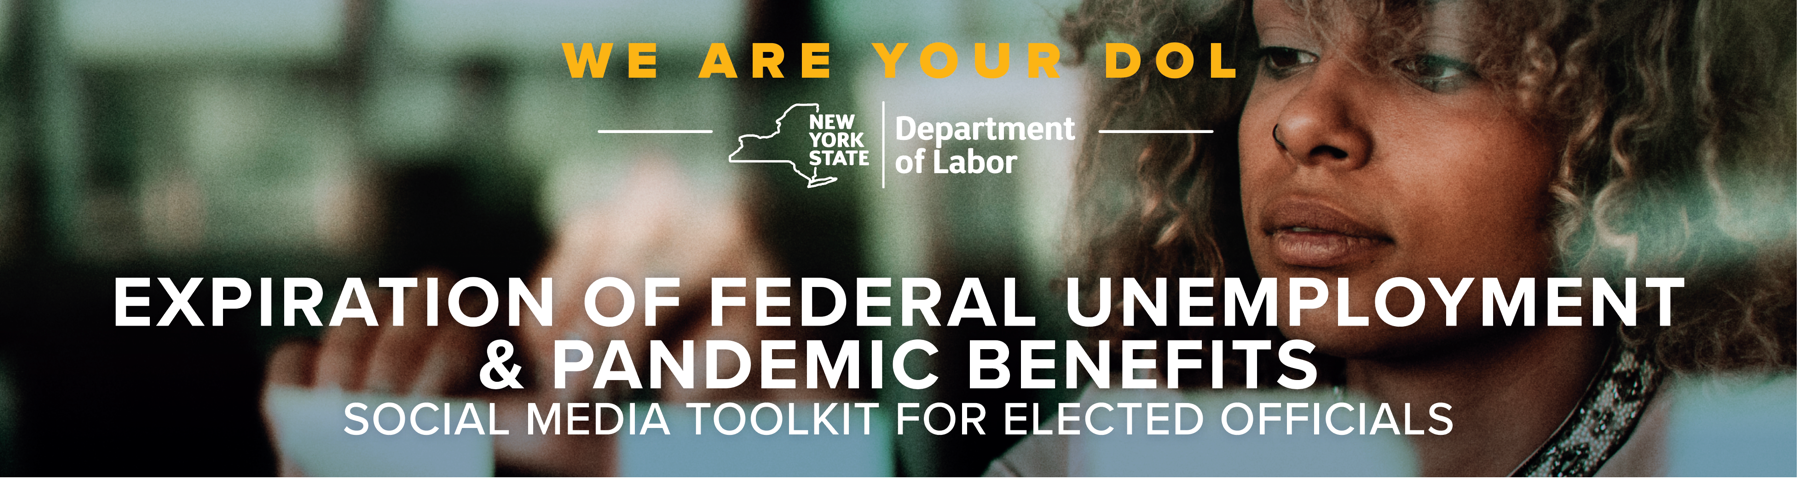 WE ARE YOUR DOL
NEW
YORK
STATE
Department
of Labor
EXPIRATION OF FEDERAL UNEMPLOYMENT
& PANDEMIC BENEFITS
SOCIAL MEDIA TOOLKIT FOR ELECTED OFFICIALS